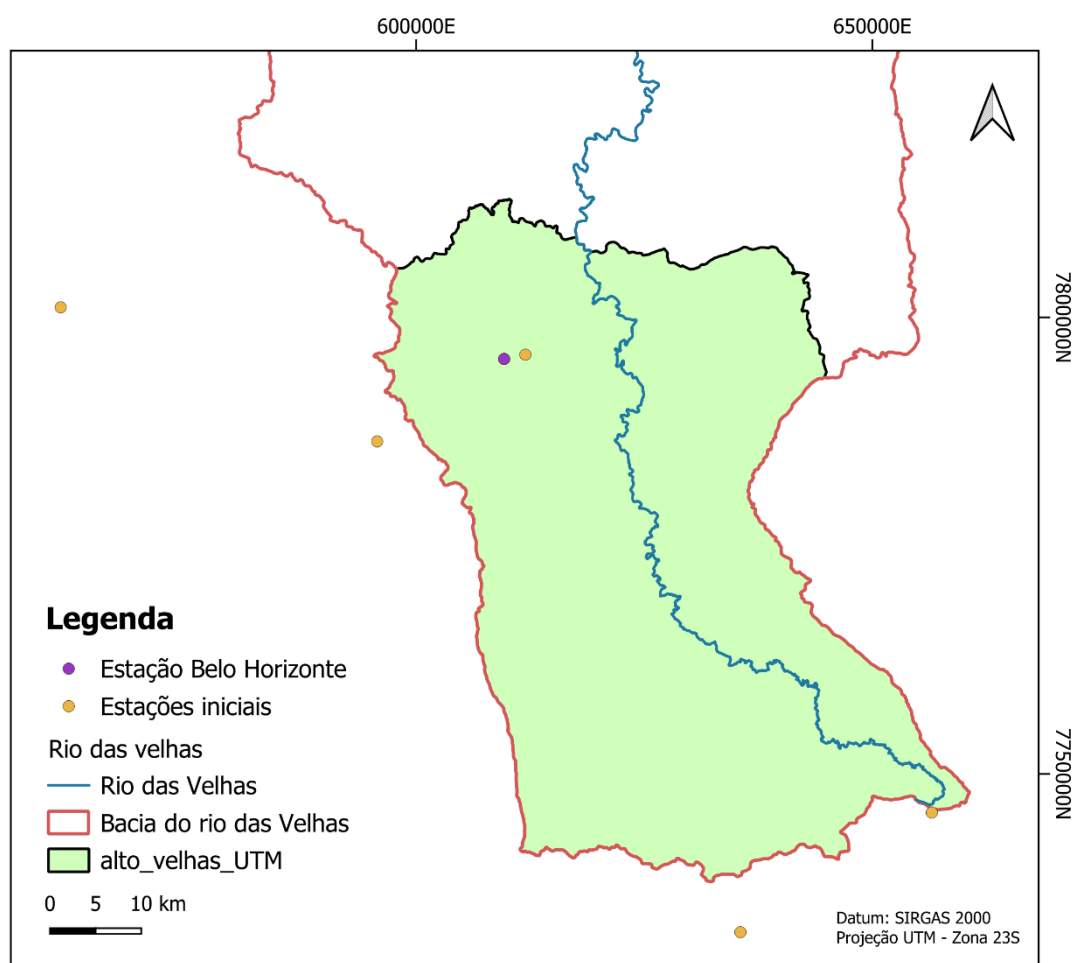 600000E
650000E
7800000N
7750000N
Legenda
Estação Belo Horizonte
Estações iniciais
Rio das velhas
Rio das Velhas
Bacia do rio das Velhas
alto_velhas_UTM
0 5 10 km
Datum: SIRGAS 2000
Projeção UTM - Zona 23S